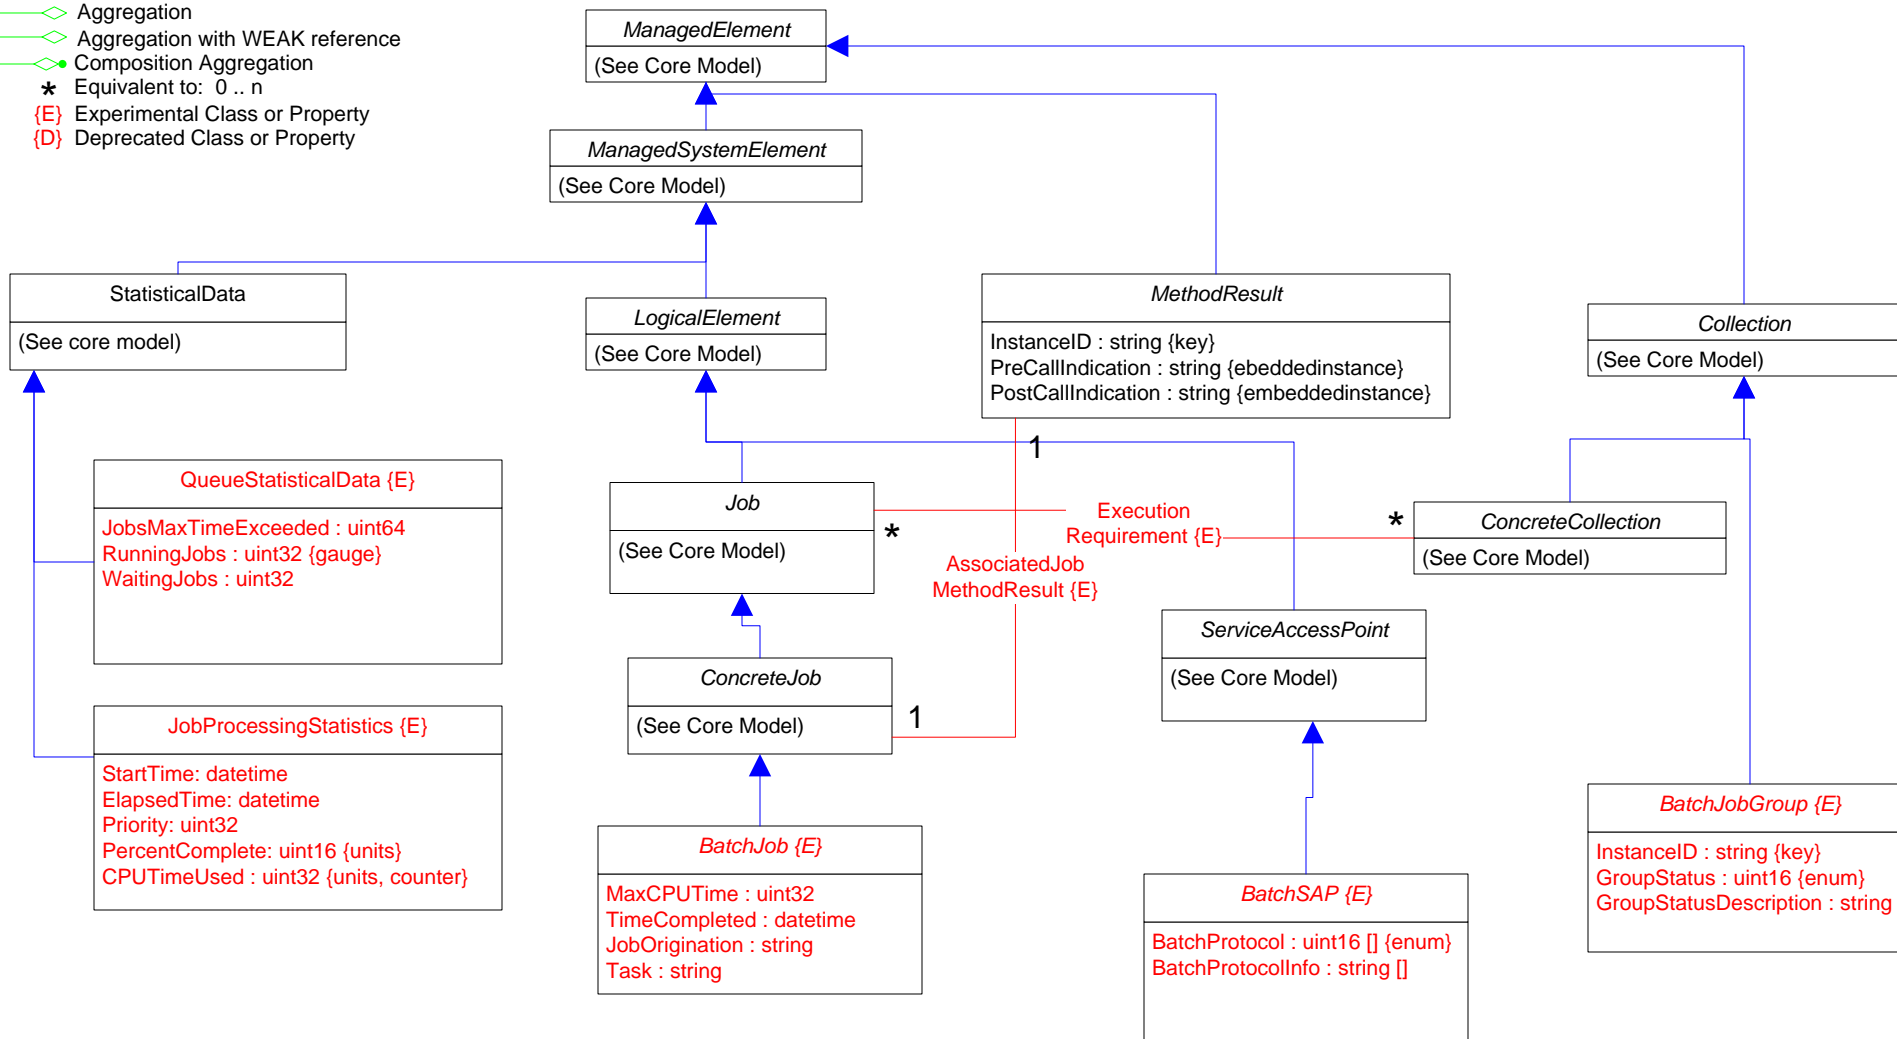 Aggregation
Aggregation with WEAK reference
Composition Aggregation
* Equivalent to: 0 .. n
{E} Experimental Class or Property
{D} Deprecated Class or Property
ManagedElement
(See Core Model)
ManagedSystemElement
(See Core Model)
StatisticalData
(See core model)
LogicalElement
(See Core Model)
MethodResult
InstanceID : string {key}
PreCallIndication : string {ebeddedinstance}
PostCallIndication : string {embeddedinstance}
Collection
(See Core Model)
1
QueueStatisticalData {E}
JobsMaxTimeExceeded : uint64
RunningJobs : uint32 {gauge}
WaitingJobs : uint32
Job
(See Core Model)
*
Execution
Requirement {E}
*
ConcreteCollection
(See Core Model)
AssociatedJob
MethodResult {E}
ServiceAccessPoint
(See Core Model)
ConcreteJob
(See Core Model)
1
JobProcessingStatistics {E}
StartTime: datetime
ElapsedTime: datetime
Priority: uint32
PercentComplete: uint16 {units}
CPUTimeUsed : uint32 {units, counter}
BatchJob {E}
MaxCPUTime : uint32
TimeCompleted : datetime
JobOrigination : string
Task : string
BatchSAP {E}
BatchProtocol : uint16 [] {enum}
BatchProtocolInfo : string []
BatchJobGroup {E}
InstanceID : string {key}
GroupStatus : uint16 {enum}
GroupStatusDescription : string